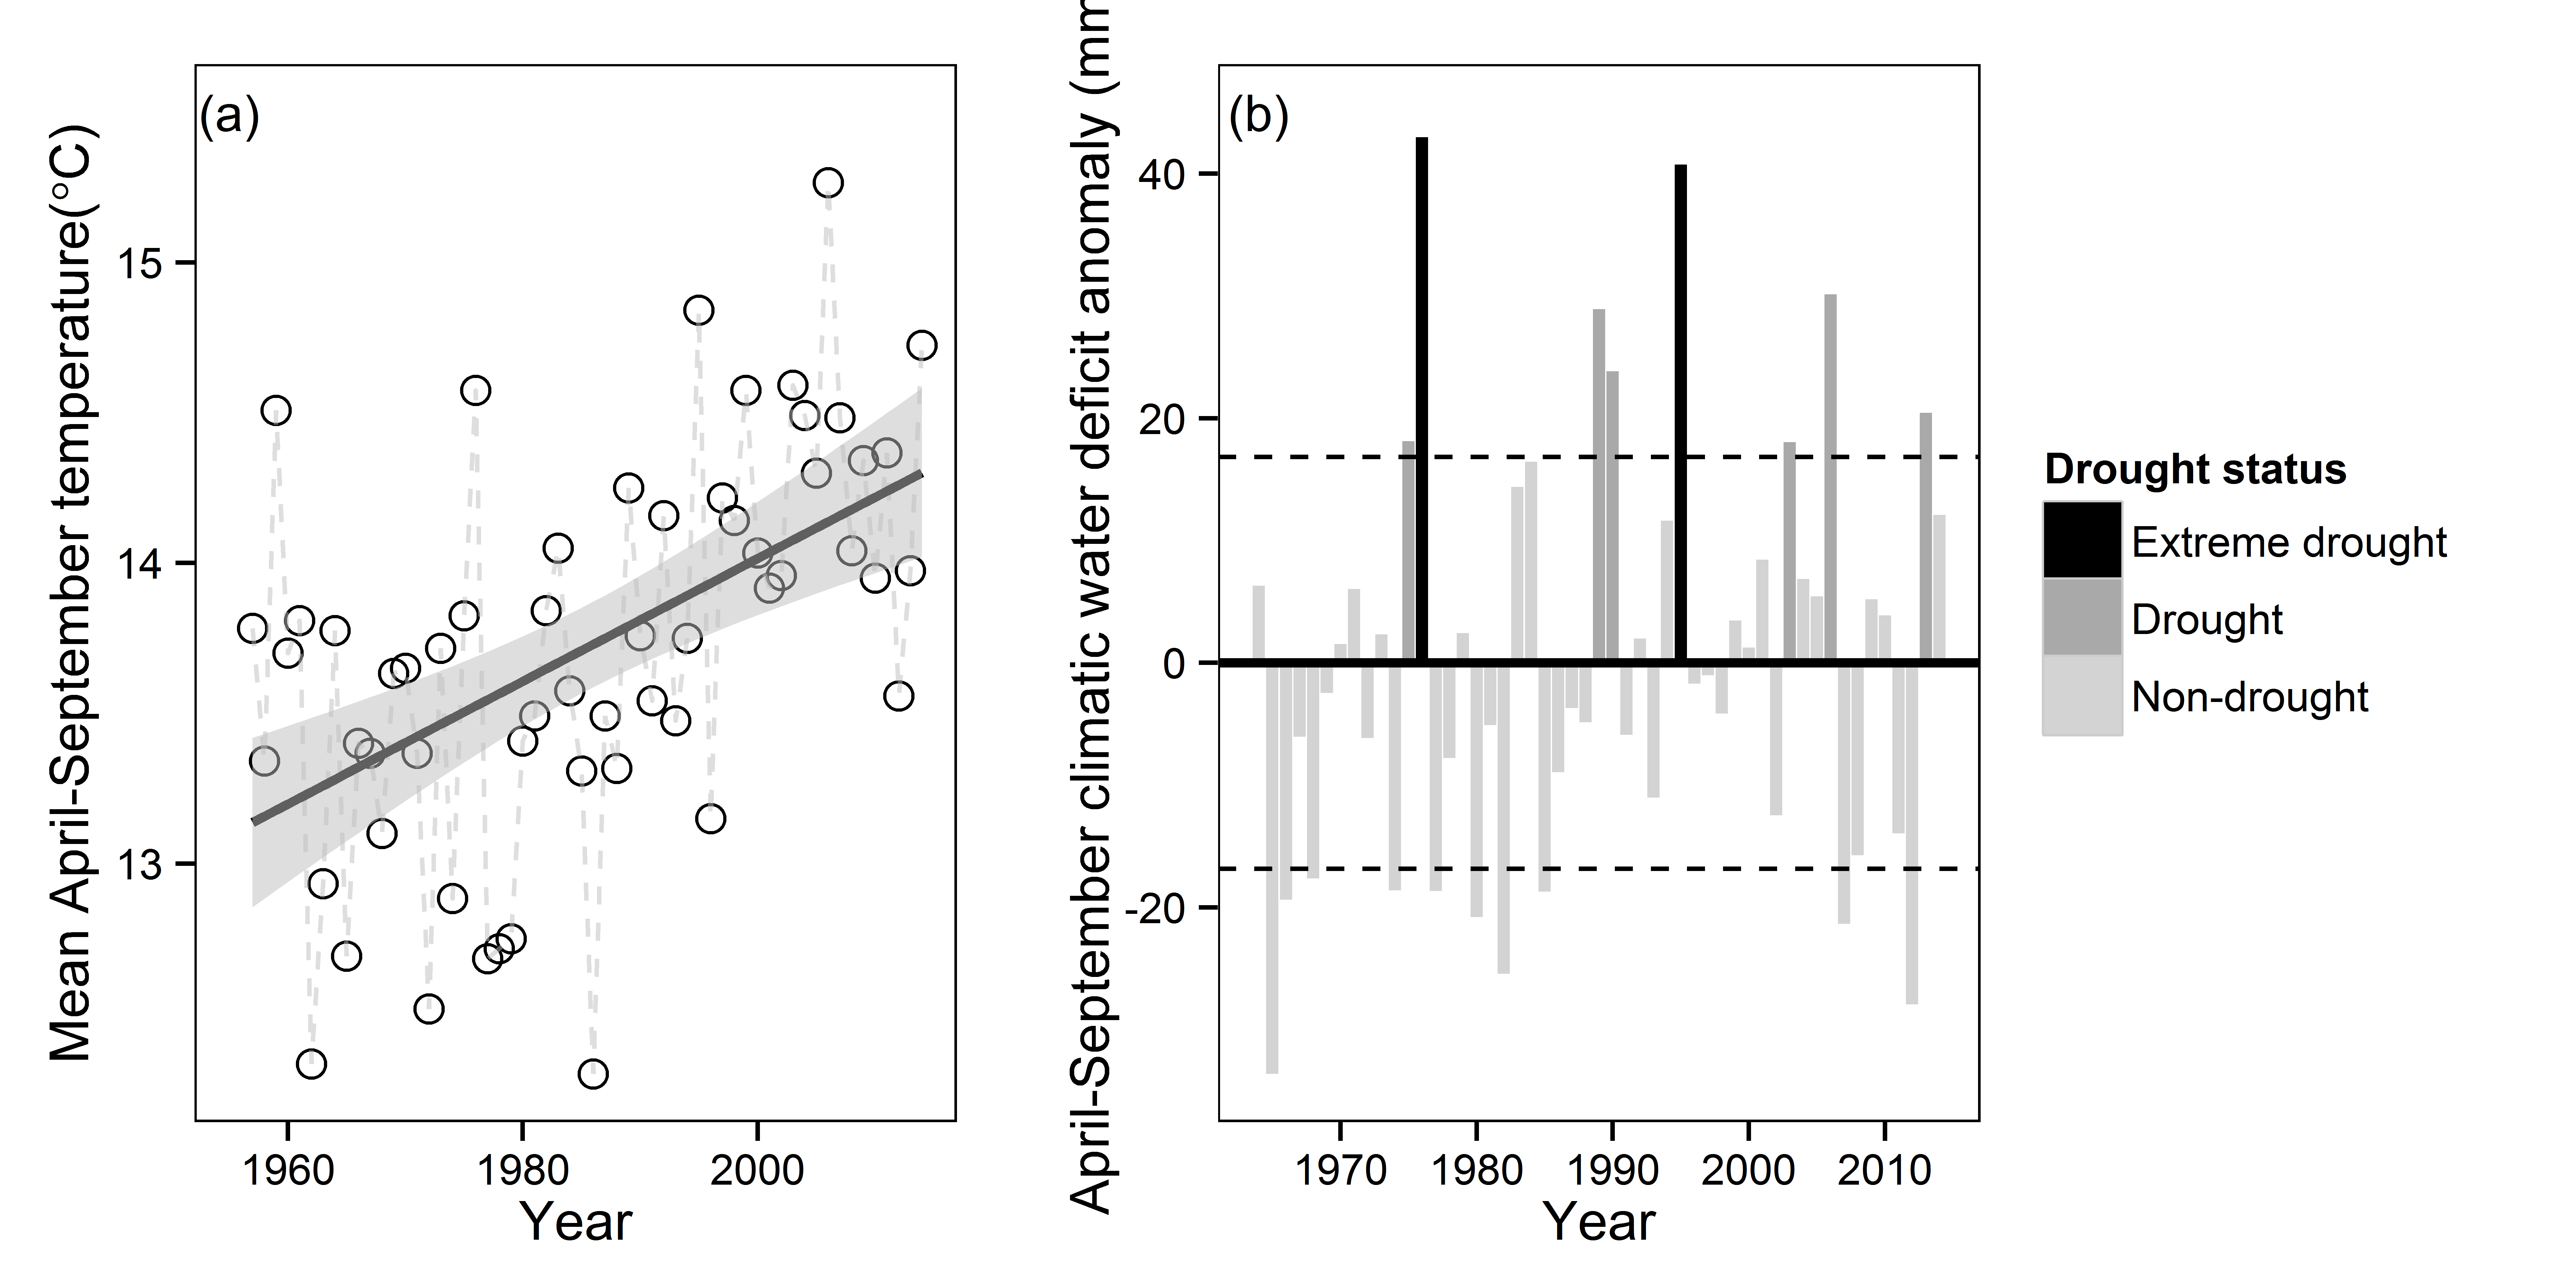 (a)
Mean April-September temperature(°C)
15
14
13
1960 1980 2000
Year
(b)
April-September climatic water deficit anomaly (mm
40
20
0
-20
1970 1980 1990 2000 2010
Year
Drought status
Extreme drought
Drought
Non-drought